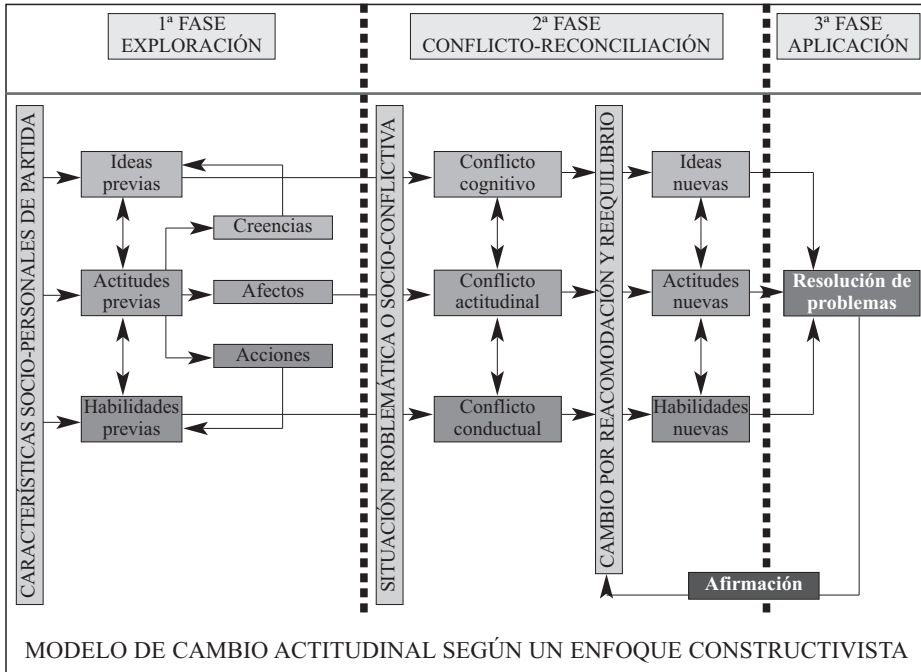 1ª FASE
EXPLORACIÓN
2ª FASE
CONFLICTO-RECONCILIACIÓN
3ª FASE
APLICACIÓN
CARACTERÍSTICAS SOCIO-PERSONALES DE PARTIDA
Ideas
previas
Creencias
Actitudes
previas
Afectos
Acciones
Habilidades
previas
SITUACIÓN PROBLEMÁTICA O SOCIO-CONFLICTIVA
Conflicto
cognitivo
Conflicto
actitudinal
Conflicto
conductual
CAMBIO POR REACOMODACIÓN Y REEQUILIBRIO
Ideas
nuevas
Actitudes
nuevas
Habilidades
nuevas
Resolución de
problemas
Afirmación
MODELO DE CAMBIO ACTITUDINAL SEGÚN UN ENFOQUE CONSTRUCTIVISTA